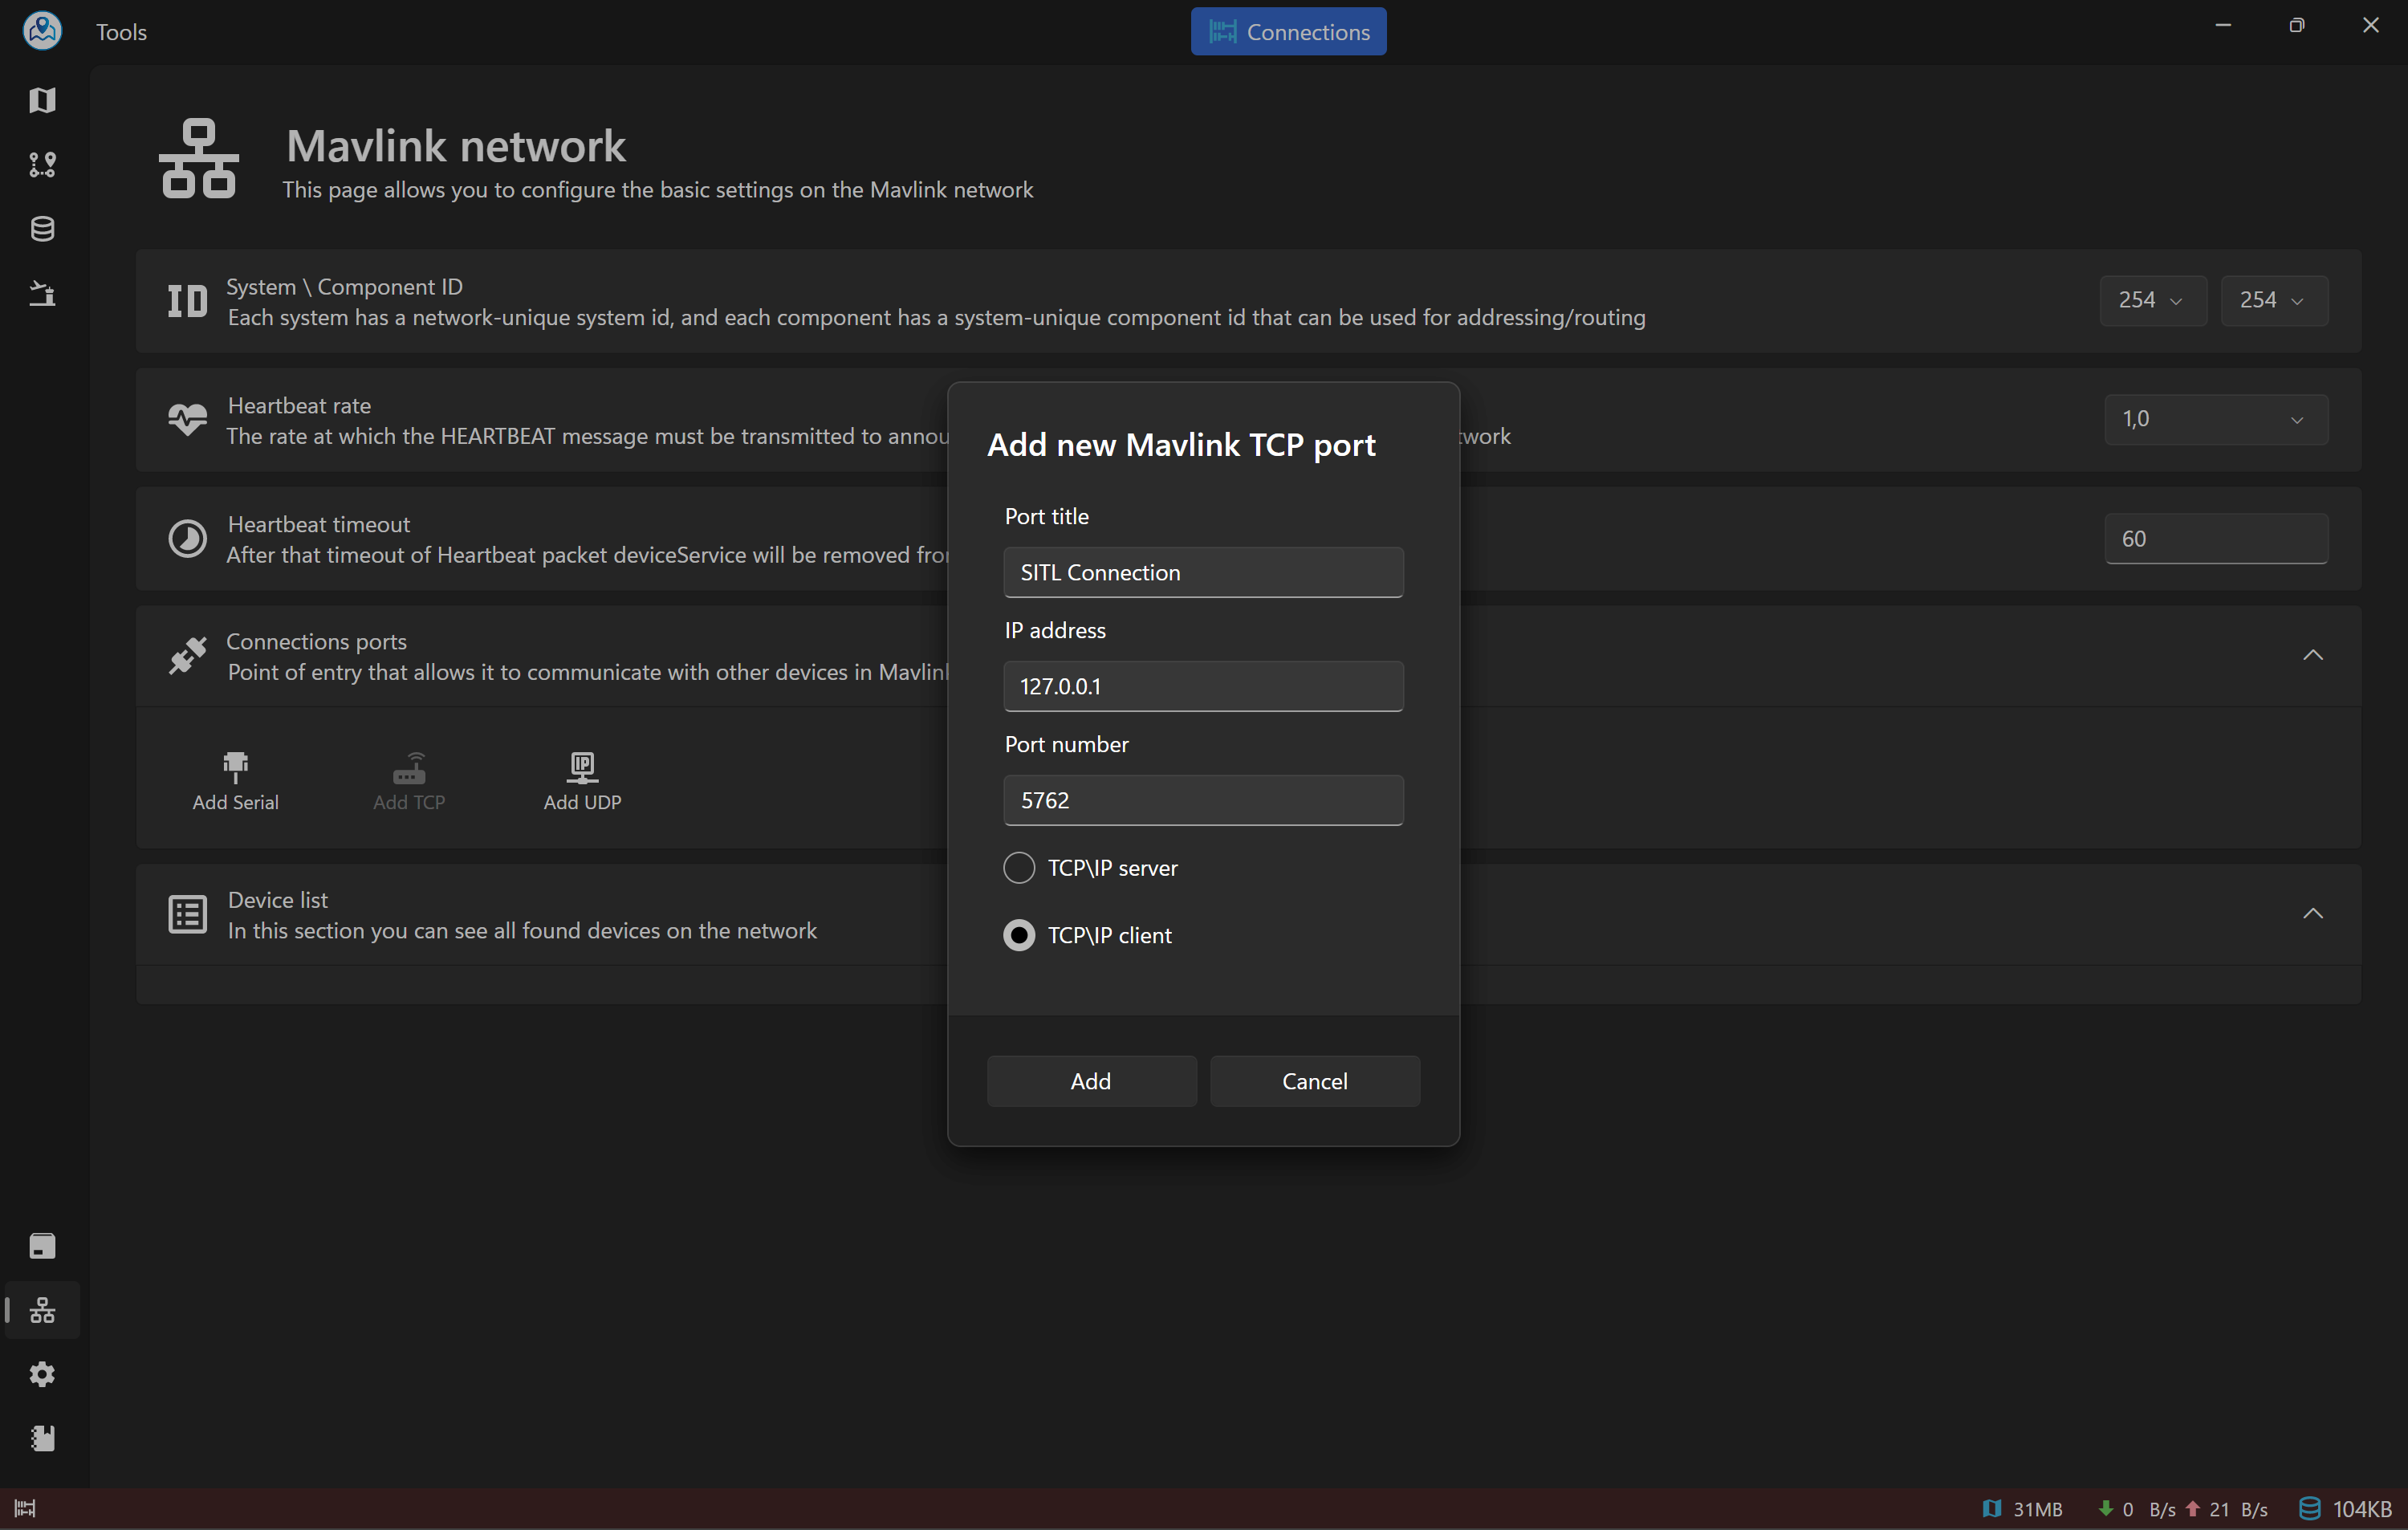 Tools
Connections
Mavlink network
This page allows you to configure the basic settings on the Mavlink network
ID
System \ Component ID
Each system has a network-unique system id, and each component has a system-unique component id that can be used for addressing/routing
254
254
Heartbeat rate
The rate at which the HEARTBEAT message must be transmitted to
1,0
Heartbeat timeout
After that timeout of Heartbeat packet deviceService will be removed
60
Connections ports
Point of entry that allows it to communicate with other devices in
Add Serial
Add TCP
IP
Add UDP
Device list
In this section you can see all found devices on the network
Add new Mavlink TCP port
Port title
SITL Connection
IP address
127.0.0.1
Port number
5762
TCP\IP server
TCP\IP client
Add
Cancel
31MB
0 B/s
21 B/s
104KB